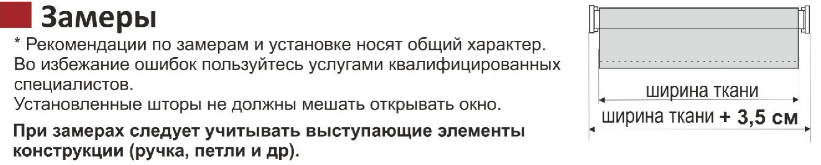 Замеры
* Рекомендации по замерам и установке носят общий характер.
Во избежание ошибок пользуйтесь услугами квалифицированных
специалистов.
Установленные шторы не должны мешать открывать окно.
При замерах следует учитывать выступающие элементы
конструкции (ручка, петли и др).
ширина ткани
ширина ткани + 3,5 см